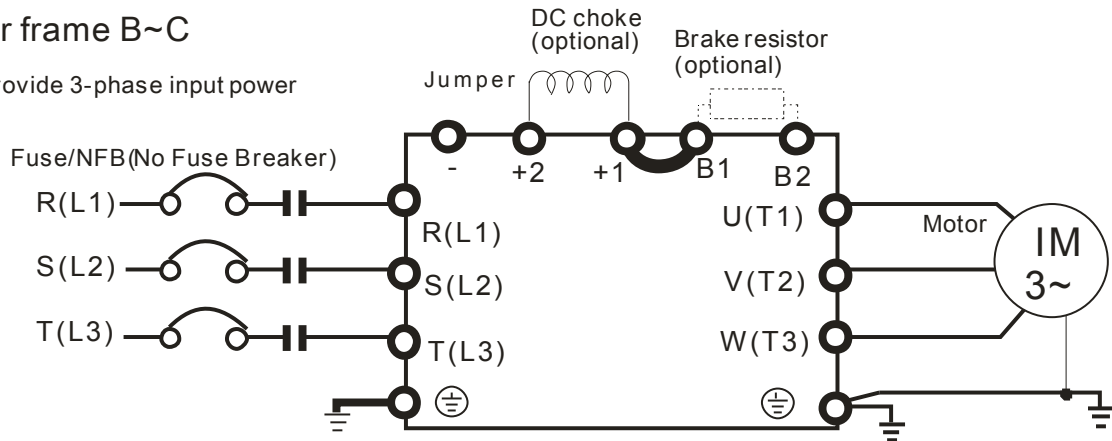 r frame B~C
rovide 3-phase input power
DC choke
(optional)
Brake resistor
(optional)
Jumper
Fuse/NFB(No Fuse Breaker)
- +2 +1 B1 B2
R(L1)
R(L1)
S(L2)
S(L2)
T(L3)
T(L3)
U(T1)
V(T2)
W(T3)
Motor
IM
3~